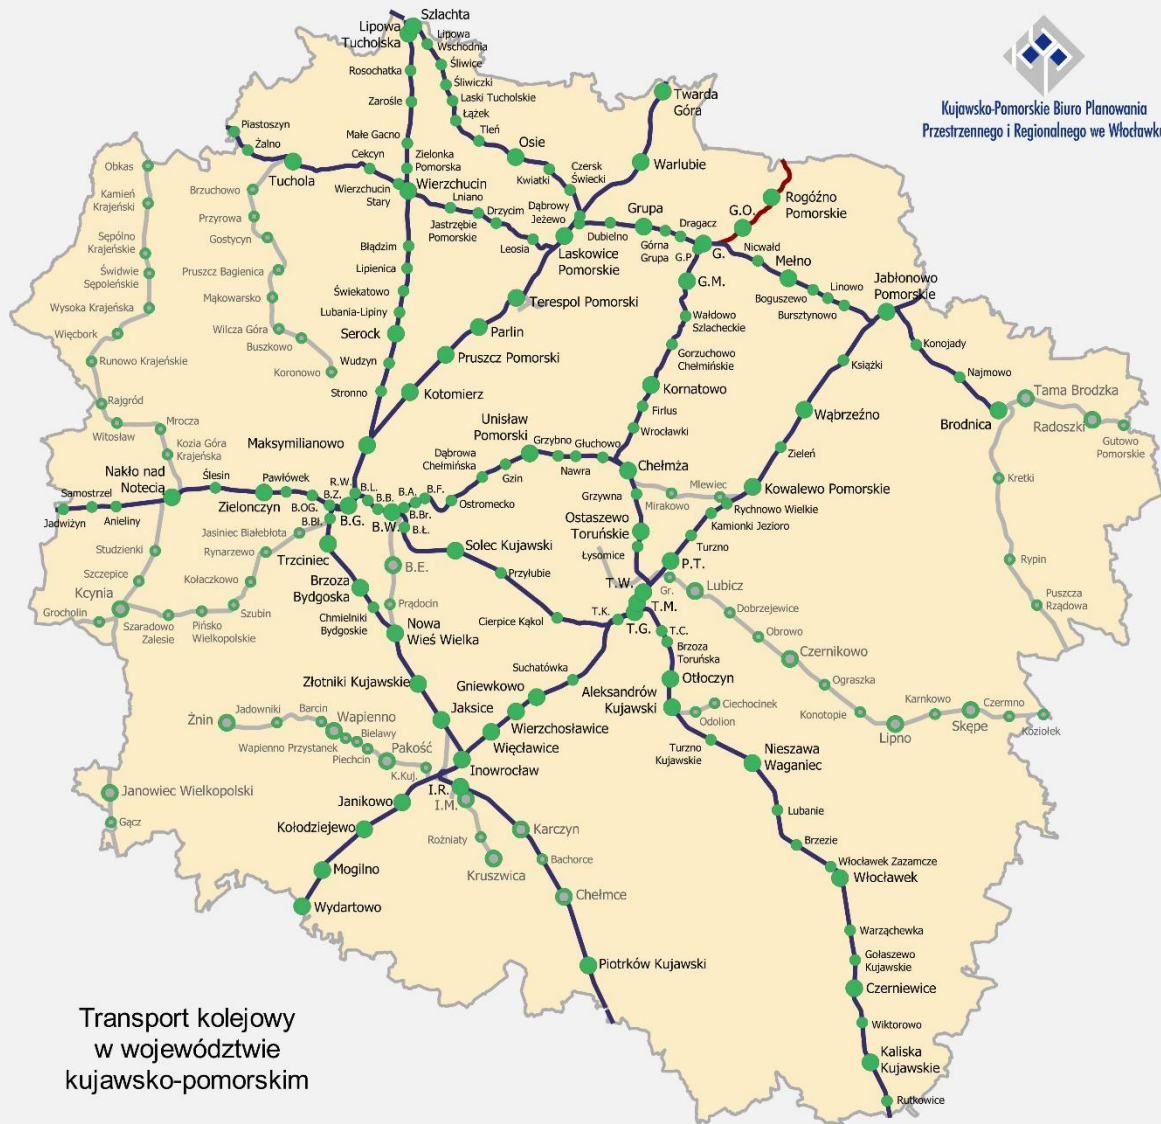 Szlachta
Lipowa
Tucholska
Lipowa
Wschodnia
Rosochatka
Śliwice
Śliwiczki
Zarośle
Laski Tucholskie
Łążek
Tleń
Twarda
Góra
Kujawsko-Pomorskie Biuro Planowania
Przestrzennego i Regionalnego we Włocławku
Piastoszyn
Żalno
Małe Gacno
Osie
Obkas
Cekcyn
Zielonka
Pomorska
Kwiatki
Czersk
Świecki
Warlubie
Tuchola
Brzuchowo
Wierzchucin
Stary
Wierzchucin
Kamień
Krajeński
Rogóźno
Pomorskie
G.O.
Przyrowa
Lniano
Drzycim
Dąbrowy
Jeżewo
Grupa
Dragacz
Gostycyn
Jastrzębie
Pomorskie
Leosia
Dubielno
Górna
Grupa
G.P.
G.
Nicwałd
Sępólno
Krajeńskie
Błądzim
Laskowice
Pomorskie
Mełno
Świdwie
Sępoleńskie
Pruszcz Bagienica
Lipienica
G.M.
Boguszewo
Linowo
Jabłonowo
Pomorskie
Mąkowarsko
Świekatowo
Terespol Pomorski
Bursztynowo
Wysoka Krajeńska
Lubania-Lipiny
Wałdowo
Szlacheckie
Więcbork
Wilcza Góra
Serock
Parlin
Buszkowo
Gorzuchowo
Chełmińskie
Konojady
Runowo Krajeńskie
Wudzyn
Pruszcz Pomorski
Książki
Koronowo
Najmowo
Stronno
Kotomierz
Kornatowo
Tama Brodzka
Rajgród
Firlus
Wąbrzeźno
Brodnica
Radoszki
Gutowo
Pomorskie
Witosław
Mrocza
Unisław
Pomorski
Wrocławki
Kozia Góra
Krajeńska
Maksymilianowo
Grzybno
Głuchowo
Zieleń
Dąbrowa
Chełmińska
Nawra
Chełmża
Nakło nad
Notecią
Ślesin
Pawłówek
R.W.
B.L.
Gzin
Mlewiec
Kowalewo Pomorskie
Kretki
Samostrzel
B.Z.
B.B.
B.A.
B.F.
Ostromecko
Grzywna
Mirakowo
Rychnowo Wielkie
Jadwiżyn
Anieliny
Zielonczyn
B.OG.
B.G.
B.W.
B.Br.
Kamionki Jezioro
B.Bł.
B.Ł.
Jasiniec Białebłota
Ostaszewo
Toruńskie
Studzienki
Rynarzewo
Trzciniec
Solec Kujawski
Łysomice
Turzno
P.T.
Szczepice
Kołaczkowo
Brzoza
Bydgoska
B.E.
Przyłubie
T.W.
Gr.
Lubicz
Rypin
Kcynia
Grocholin
Szubin
Chmielniki
Bydgoskie
Prądocin
T.K.
T.M.
Dobrzejewice
Puszcza
Rządowa
Szaradowo
Zalesie
Pińsko
Wielkopolskie
Nowa
Wieś Wielka
Cierpice Kąkol
T.G.
T.C.
Obrowo
Brzoza
Toruńska
Suchatówka
Czernikowo
Złotniki Kujawskie
Gniewkowo
Otłoczyn
Aleksandrów
Kujawski
Ograszka
Ciechocinek
Karnkowo
Czermno
Żnin
Jadowniki
Barcin
Wapienno
Jaksice
Wierzchosławice
Odolion
Konotopie
Skępe
Lipno
Koziołek
Bielawy
Więcławice
Wapienno Przystanek
Piechcin
Pakość
Turzno
Kujawskie
Nieszawa
Waganiec
K.Kuj.
Inowrocław
Janowiec Wielkopolski
I.R.
I.M.
Janikowo
Gącz
Kołodziejewo
Karczyn
Lubanie
Rożniaty
Brzezie
Bachorce
Włocławek Zazamcze
Mogilno
Kruszwica
Włocławek
Chełmce
Wydartowo
Warząchewka
Gołaszewo
Kujawskie
Piotrków Kujawski
Czerniewice
Transport kolejowy
w województwie
kujawsko-pomorskim
Wiktorowo
Kaliska
Kujawskie
Rutkowice